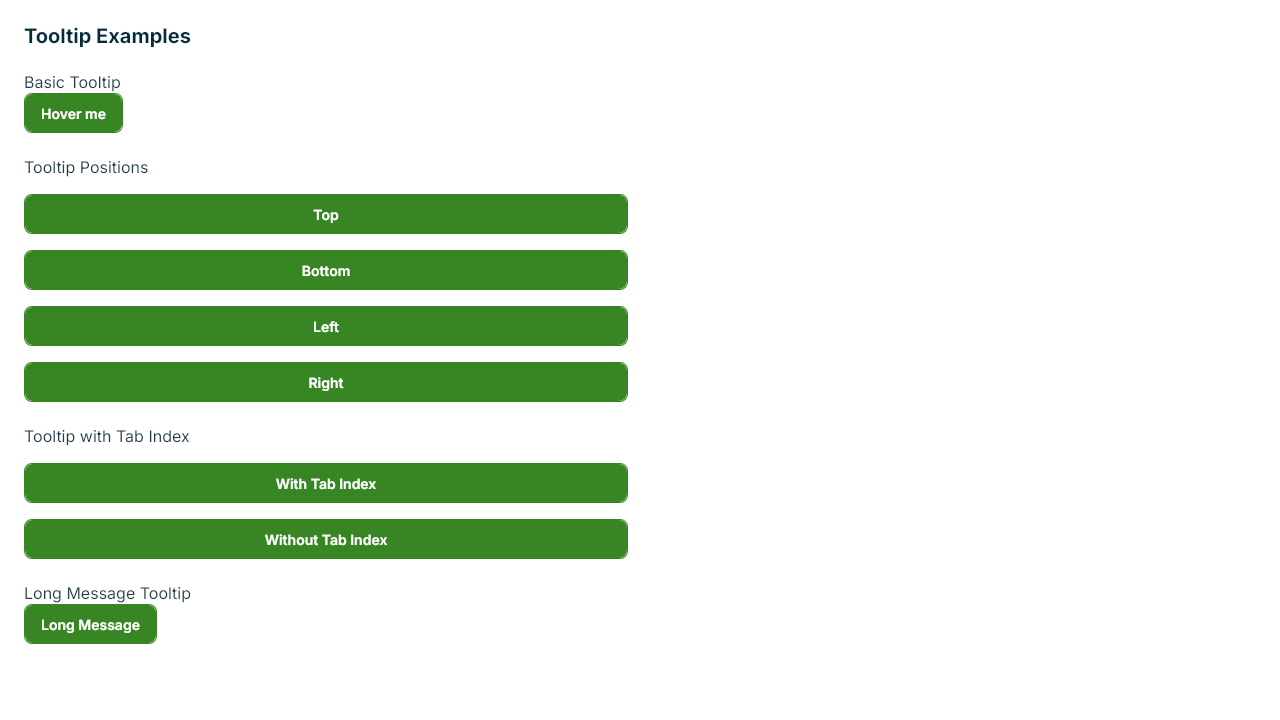 Tooltip Examples
Basic Tooltip
Hover me
Tooltip Positions
Top
Bottom
Left
Right
Tooltip with Tab Index
With Tab Index
Without Tab Index
Long Message Tooltip
Long Message